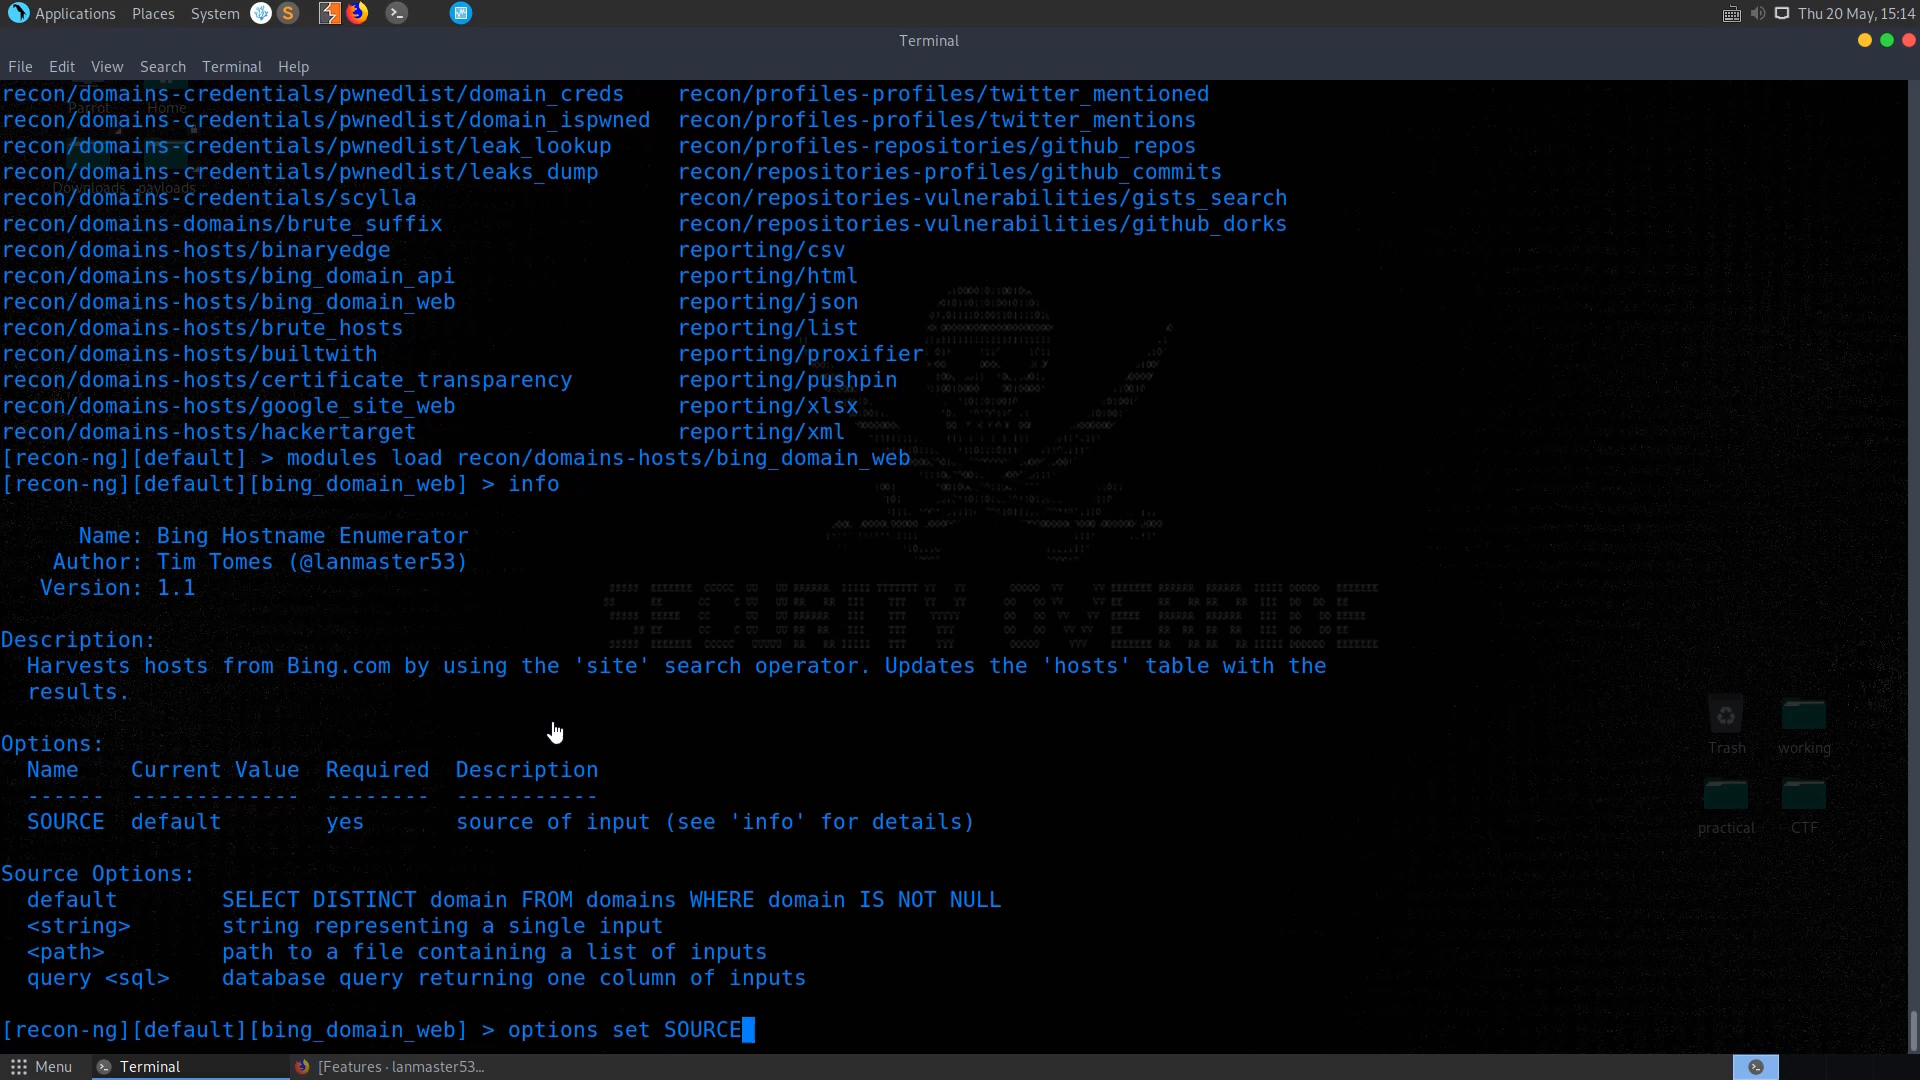 Applications Places System Thu 20 May, 15:14
Terminal
File Edit View Search Terminal Help
recon/domains-credentials/pwnedlist/domain_creds recon/profiles-profiles/twitter_mentioned
recon/domains-credentials/pwnedlist/domain_ispwned recon/profiles-profiles/twitter_mentions
recon/domains-credentials/pwnedlist/leak_lookup recon/profiles-repositories/github_repos
recon/domains-credentials/pwnedlist/leaks_dump recon/repositories-profiles/github_commits
recon/domains-credentials/scylla recon/repositories-vulnerabilities/gists_search
recon/domains-domains/brute_suffix recon/repositories-vulnerabilities/github_dorks
recon/domains-hosts/binaryedge reporting/csv
recon/domains-hosts/bing_domain_api reporting/html
recon/domains-hosts/bing_domain_web reporting/json
recon/domains-hosts/brute_hosts reporting/list
recon/domains-hosts/builtwith reporting/proxifier
recon/domains-hosts/certificate_transparency reporting/pushpin
recon/domains-hosts/google_site_web reporting/xlsx
recon/domains-hosts/hackertarget reporting/xml
[recon-ng][default] > modules load recon/domains-hosts/bing_domain_web
[recon-ng][default][bing_domain_web] > info
Name: Bing Hostname Enumerator
Author: Tim Tomes (@lanmaster53)
Version: 1.1
Description:
Harvests hosts from Bing.com by using the 'site' search operator. Updates the 'hosts' table with the
results.
Options:
Name Current Value Required Description
------ ------------- -------- -----------
SOURCE default yes source of input (see 'info' for details)
Source Options:
default SELECT DISTINCT domain FROM domains WHERE domain IS NOT NULL
<string> string representing a single input
<path> path to a file containing a list of inputs
query <sql> database query returning one column of inputs
[recon-ng][default][bing_domain_web] > options set SOURCE
Parrot Home
Downloads payloads
Trash working
practical CTF
Menu Terminal [Features · lanmaster53...